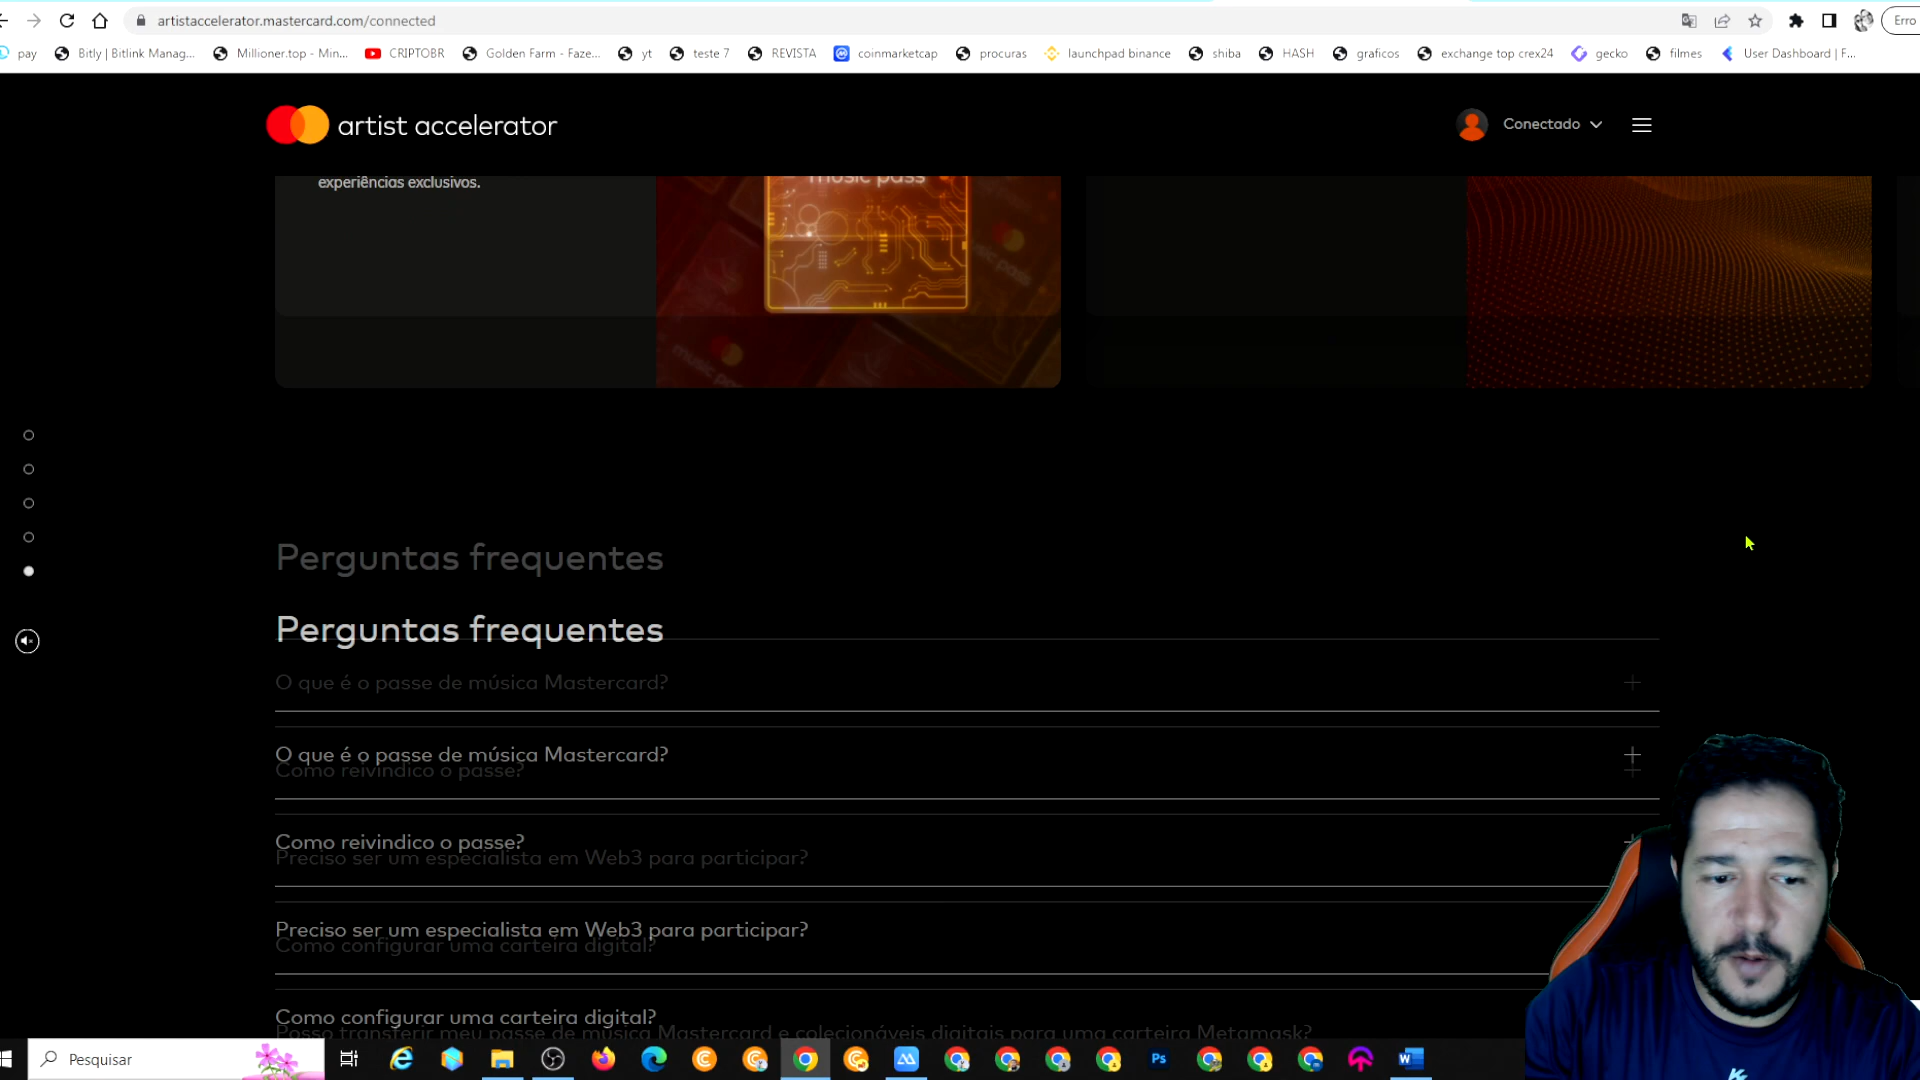 artistaccelerator.mastercard.com/connected
Erro
pay
Bitly | Bitlink Manag...
Millioner.top - Min...
CRIPTOBR
Golden Farm - Faze...
yt
teste 7
REVISTA
coinmarketcap
procuras
launchpad binance
shiba
HASH
graficos
exchange top crex24
gecko
filmes
User Dashboard | F...
artist accelerator
Conectado
experiências exclusivos.
music pass
music pass
music pass
Perguntas frequentes
Perguntas frequentes
O que é o passe de música Mastercard?
O que é o passe de música Mastercard?
Como reivindico o passe?
Como reivindico o passe?
Preciso ser um especialista em Web3 para participar?
Preciso ser um especialista em Web3 para participar?
Como configurar uma carteira digital?
Como configurar uma carteira digital?
Posso transferir meu passe de música Mastercard e colecionáveis digitais para uma carteira Metamask?
Pesquisar
Ps